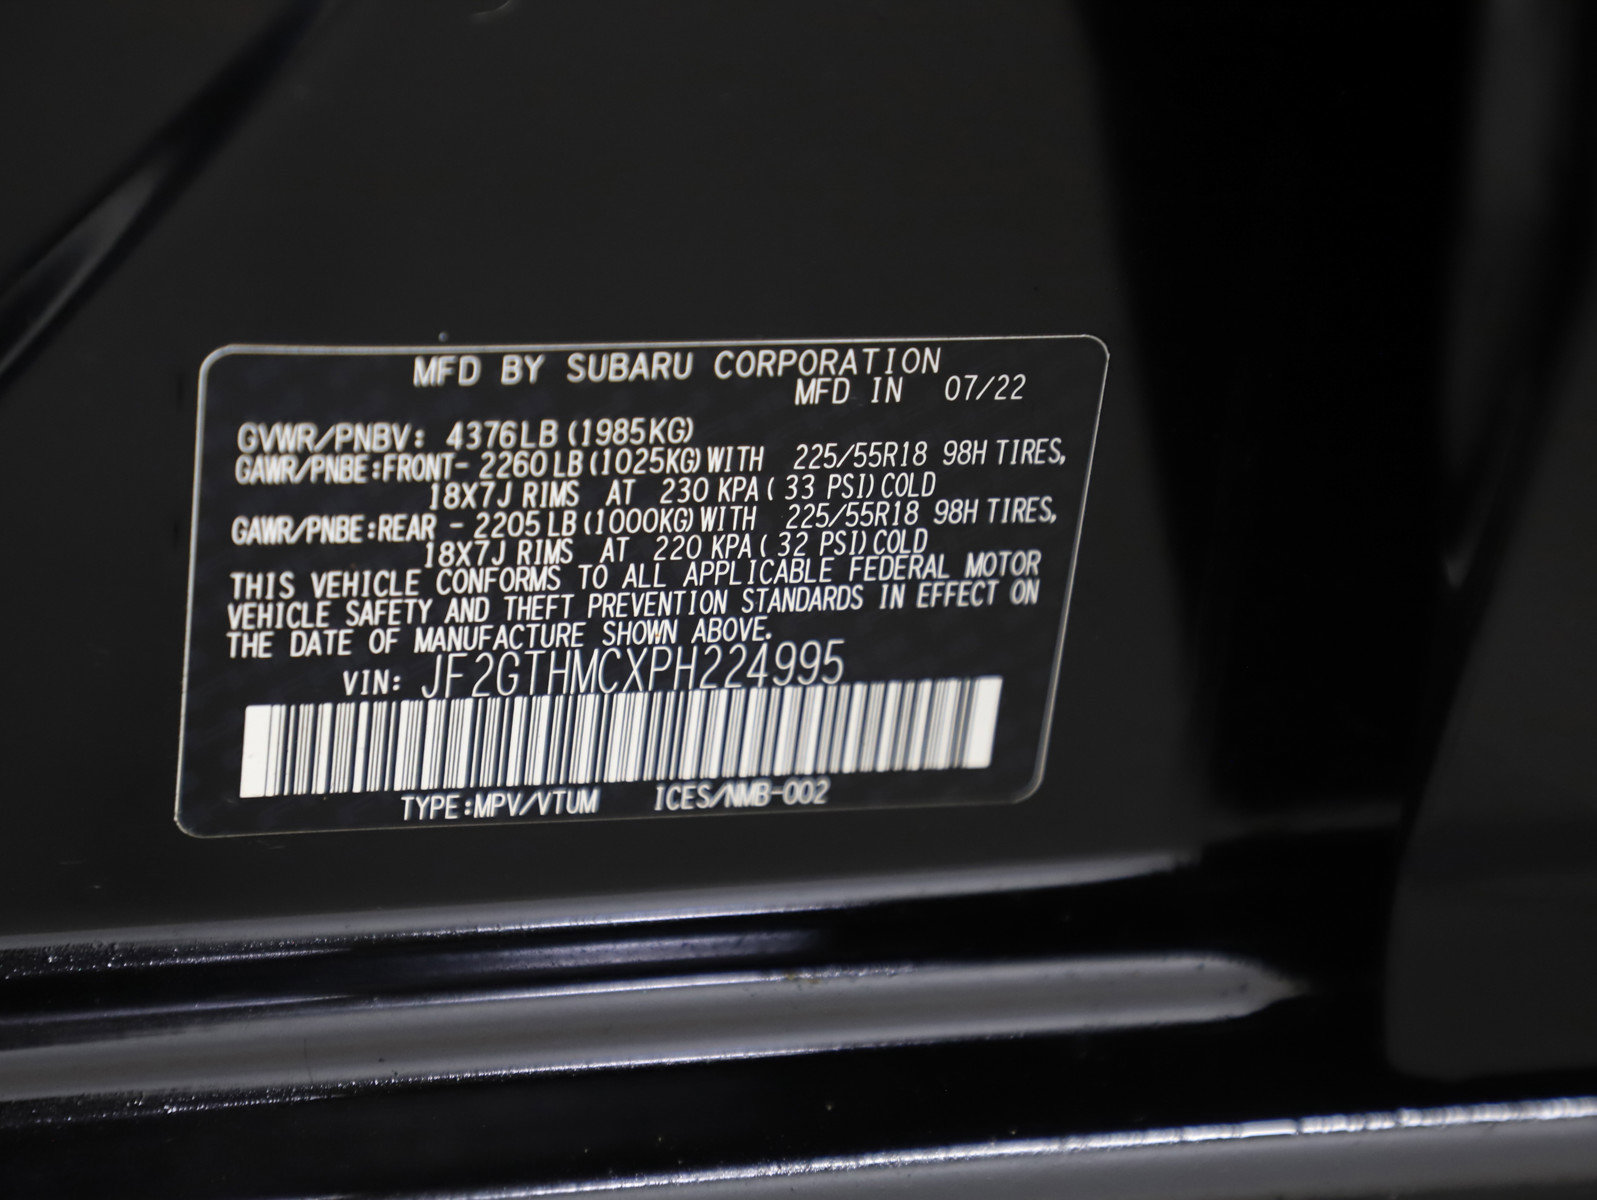 MFD BY SUBARU CORPORATION
MFD IN 07/22
GVWR/PNBV: 4376LB (1985KG)
GAWR/PNBE:FRONT- 2260 LB (1025KG) WITH 225/55R18 98H TIRES,
18X7J RIMS AT 230 KPA ( 33 PSI) COLD
GAWR/PNBE:REAR - 2205 LB (1000KG) WITH 225/55R18 98H TIRES,
18X7J RIMS AT 220 KPA ( 32 PSI) COLD
THIS VEHICLE CONFORMS TO ALL APPLICABLE FEDERAL MOTOR
VEHICLE SAFETY AND THEFT PREVENTION STANDARDS IN EFFECT ON
THE DATE OF MANUFACTURE SHOWN ABOVE.
VIN: JF2GTHMCXPH224995
TYPE:MPV/VTUM ICES/NMB-002